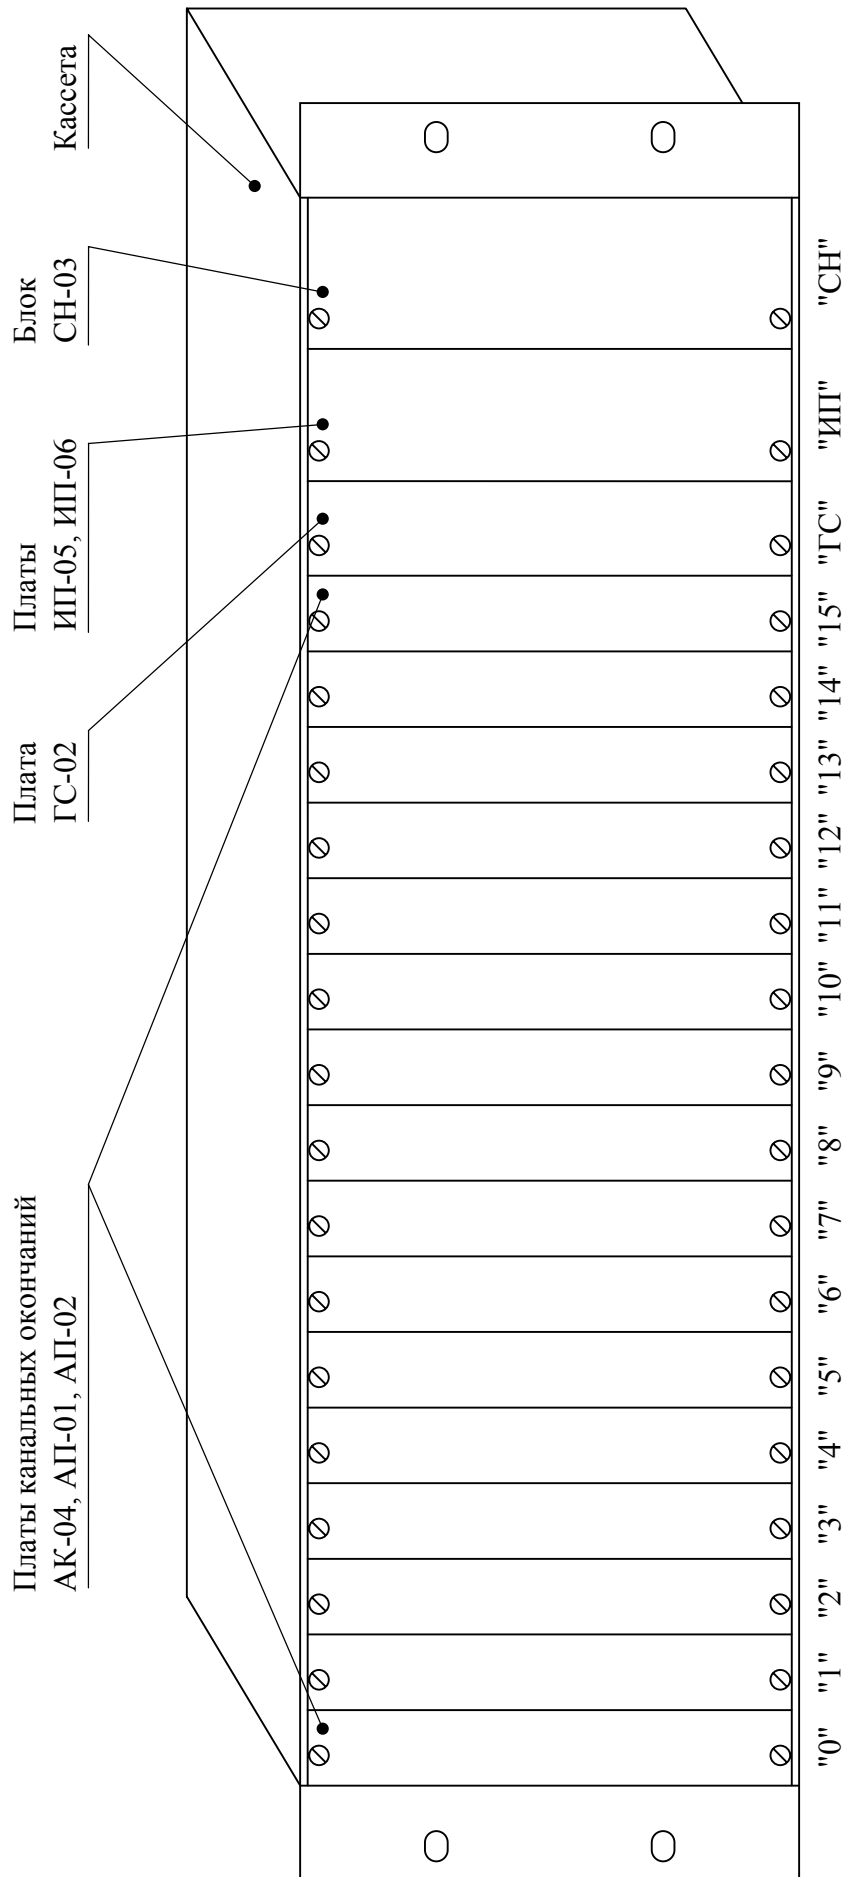 Платы канальных окончаний
АК-04, АП-01, АП-02
Плата
ГС-02
Платы
ИП-05, ИП-06
Блок
СН-03
Кассета
"0" "1" "2" "3" "4" "5" "6" "7" "8" "9" "10" "11" "12" "13" "14" "15" "ГС" "ИП" "СН"